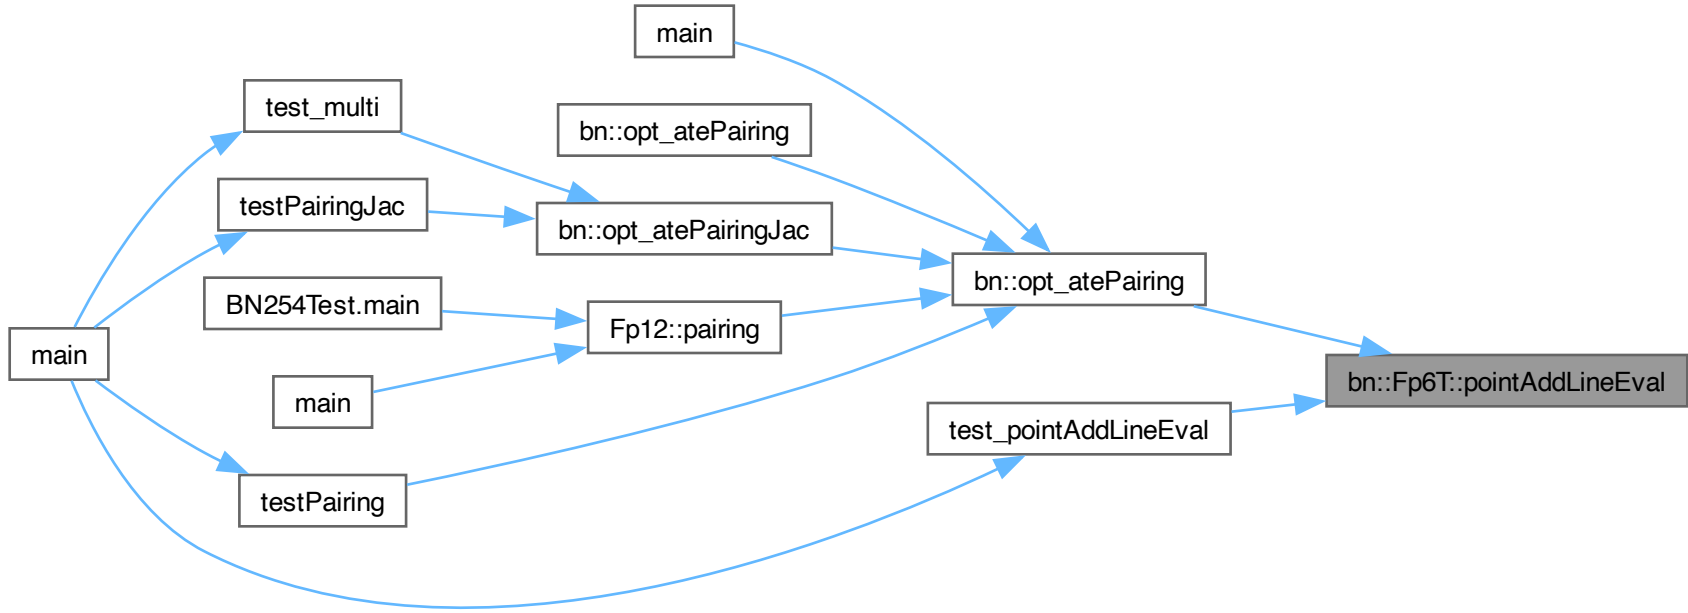 main
test_multi
bn::opt_atePairing
testPairingJac
bn::opt_atePairingJac
bn::opt_atePairing
BN254Test.main
Fp12::pairing
main
bn::Fp6T::pointAddLineEval
main
test_pointAddLineEval
testPairing